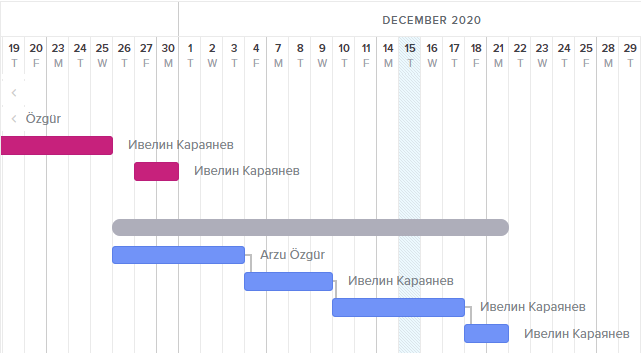 DECEMBER 2020
19 20 23 24 25 26 27 30 1 2 3 4 7 8 9 10 11 14 15 16 17 18 21 22 23 24 25 28 29
T F M T W T F M T W T F M T W T F M T W T F M T W T F M T
Özgür
Ивелин Караянев
Ивелин Караянев
Arzu Özgür
Ивелин Караянев
Ивелин Караянев
Ивелин Караянев